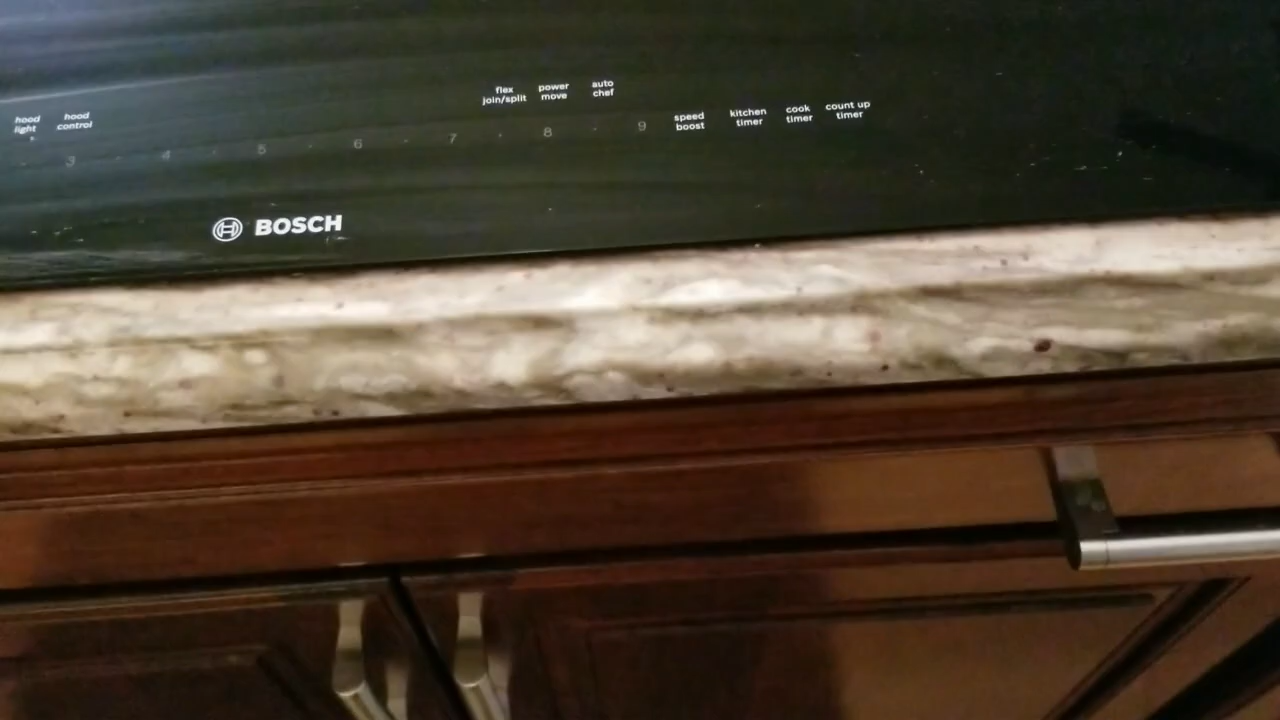 hood
light
hood
control
flex
join/split
power
move
auto
chef
speed
boost
kitchen
timer
cook
timer
count up
timer
3 · 4 · 5 · 6 · 7 · 8 · 9
BOSCH